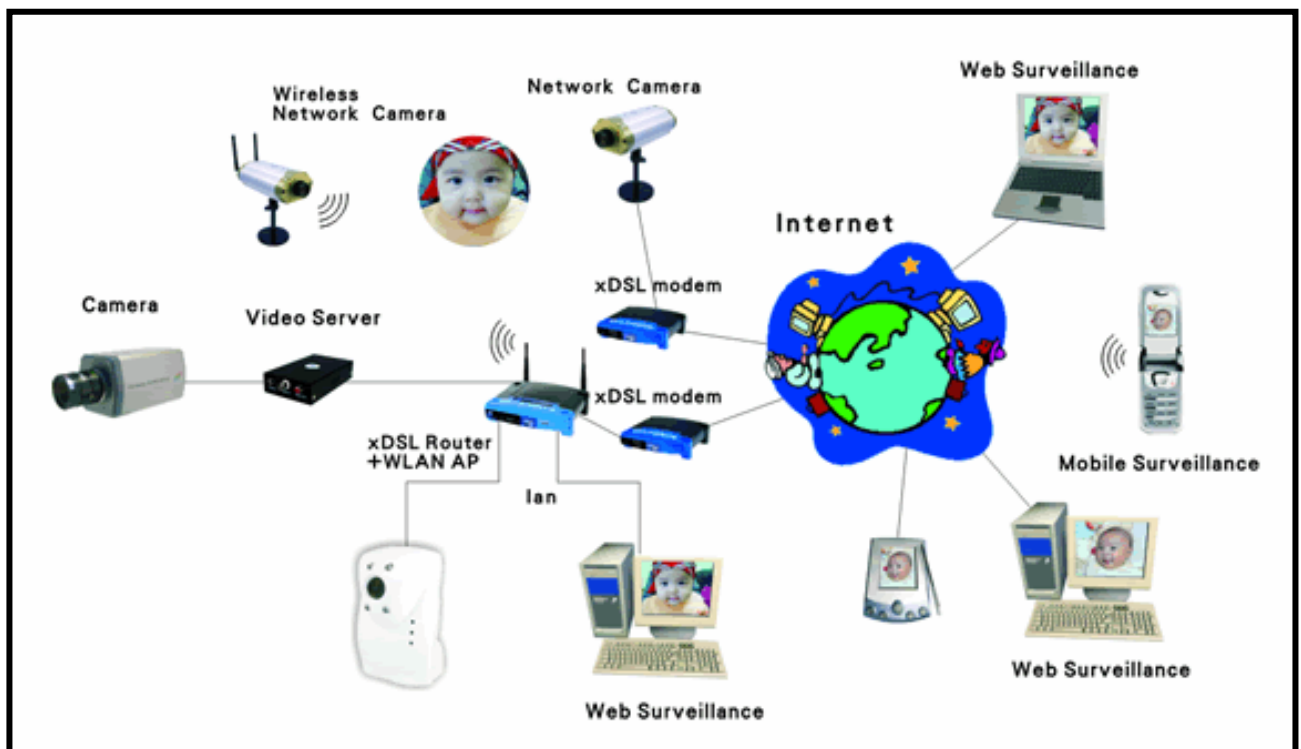 Web Surveillance
Network Camera
Wireless
Network Camera
Internet
xDSL modem
Camera
Video Server
xDSL modem
xDSL Router
+WLAN AP
Mobile Surveillance
lan
Web Surveillance
Web Surveillance